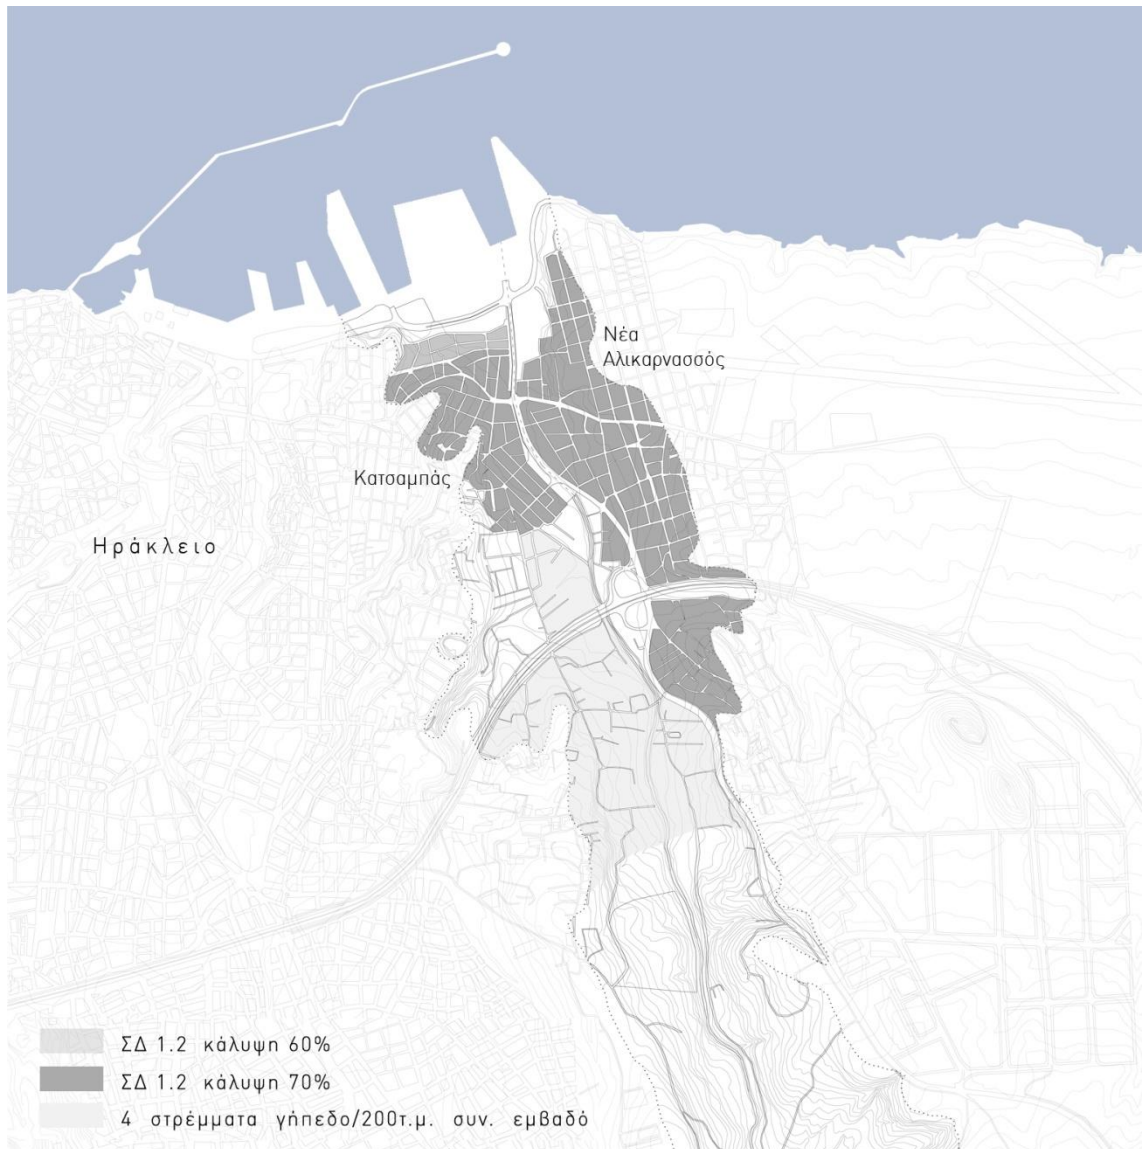 Νέα
Αλικαρνασσός
Κατσαμπάς
Ηράκλειο
ΣΔ 1.2 κάλυψη 60%
ΣΔ 1.2 κάλυψη 70%
4 στρέμματα γήπεδο/200τ.μ. συν. εμβαδό